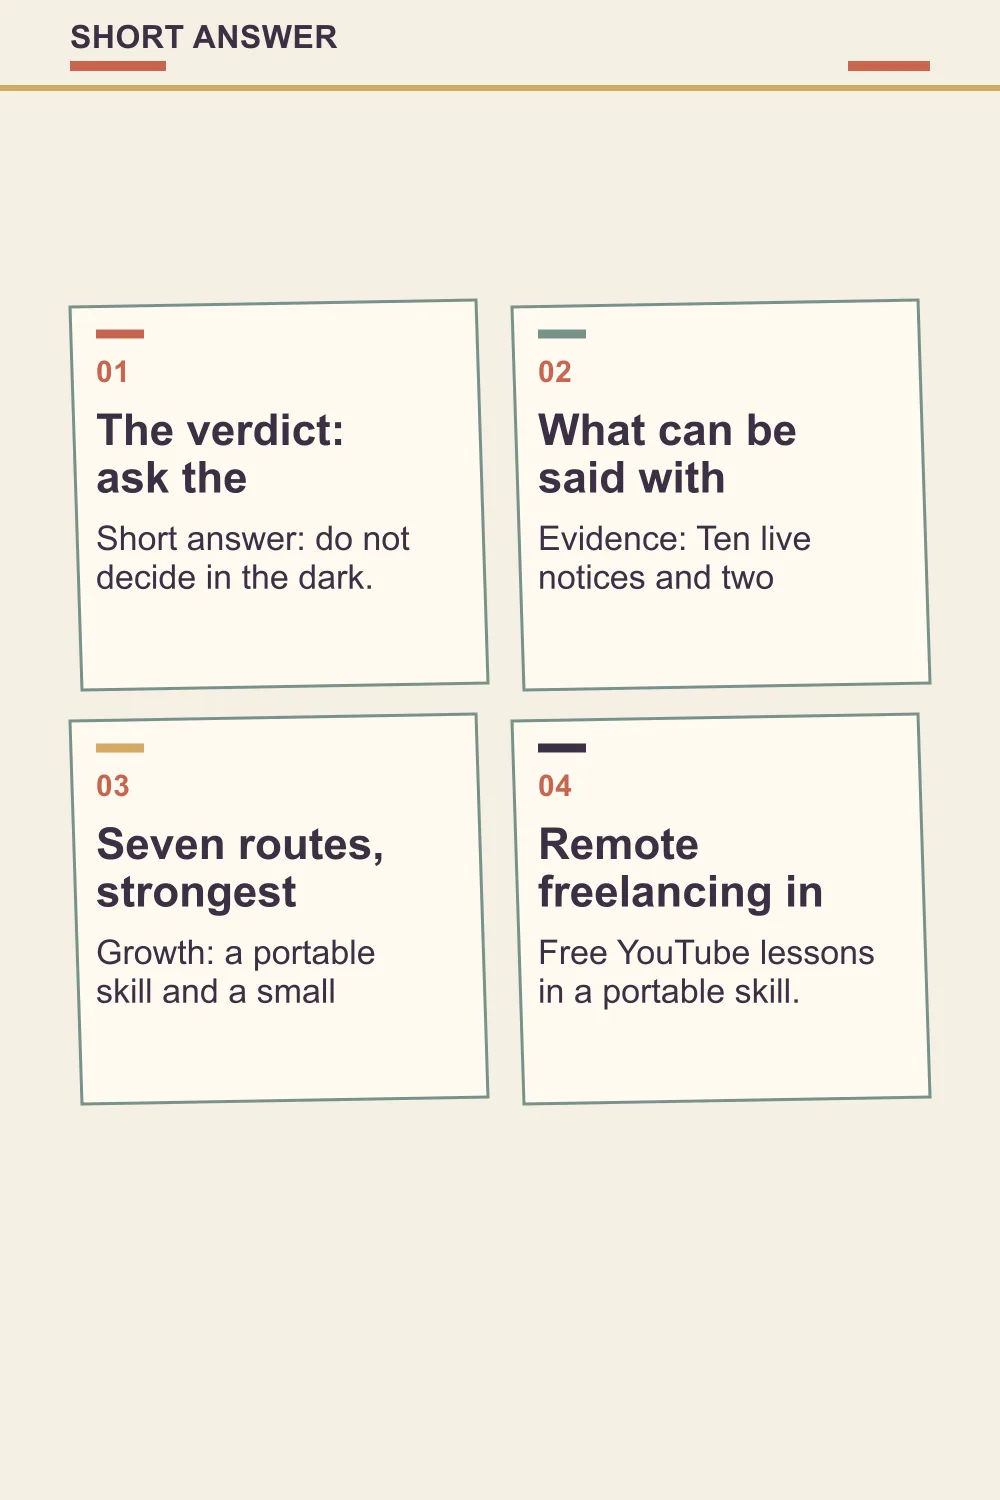 SHORT ANSWER
01
The verdict:
ask the
Short answer: do not
decide in the dark.
02
What can be
said with
Evidence: Ten live
notices and two
03
Seven routes,
strongest
Growth: a portable
skill and a small
04
Remote
freelancing in
Free YouTube lessons
in a portable skill.